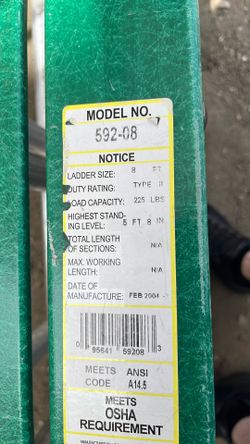 MODEL NO.
592-08
NOTICE
LADDER SIZE: 8 FT
DUTY RATING: TYPE II
LOAD CAPACITY: 225 LBS
HIGHEST STAND-
ING LEVEL: 5 FT 8 IN
TOTAL LENGTH
OF SECTIONS: N/A
MAX. WORKING
LENGTH: N/A
DATE OF
MANUFACTURE: FEB 2004
0 95641 59208 3
MEETS ANSI
CODE A14.5
MEETS
OSHA
REQUIREMENT